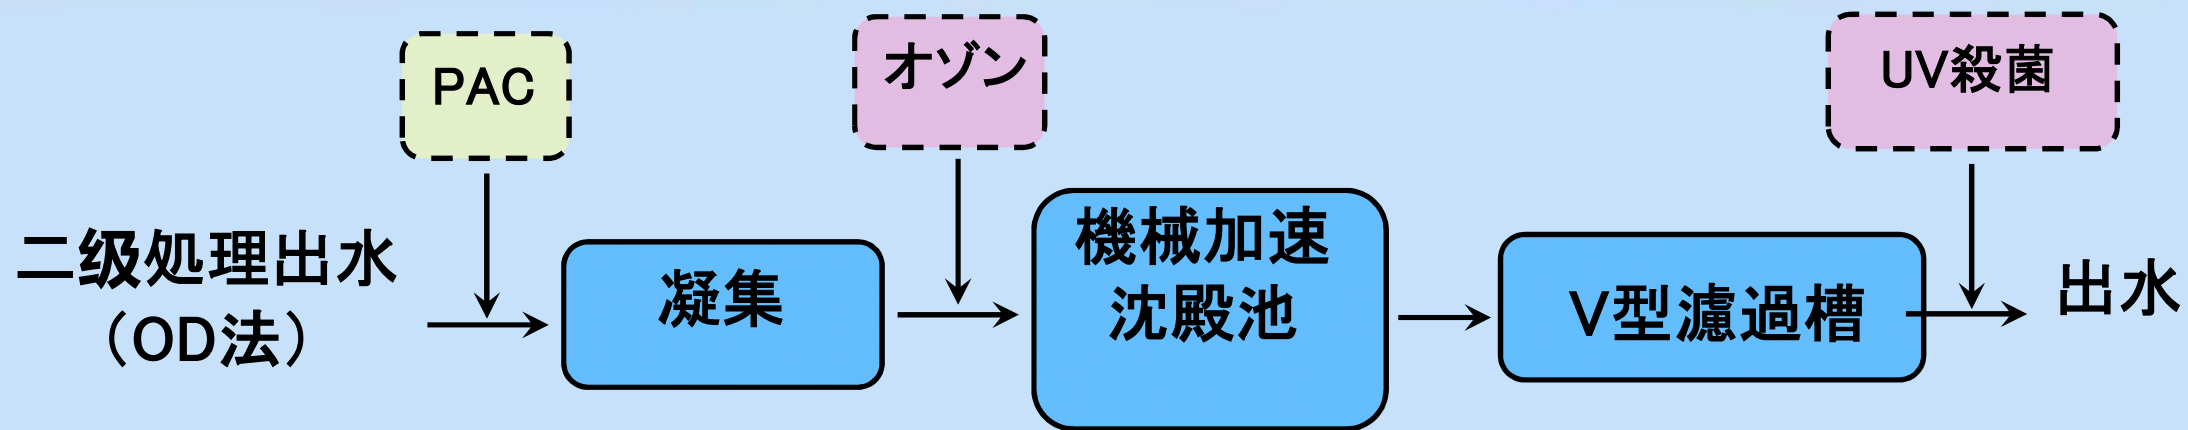 PAC
オゾン
UV殺菌
二级処理出水
（OD法）
凝集
機械加速
沈殿池
V型濾過槽
出水